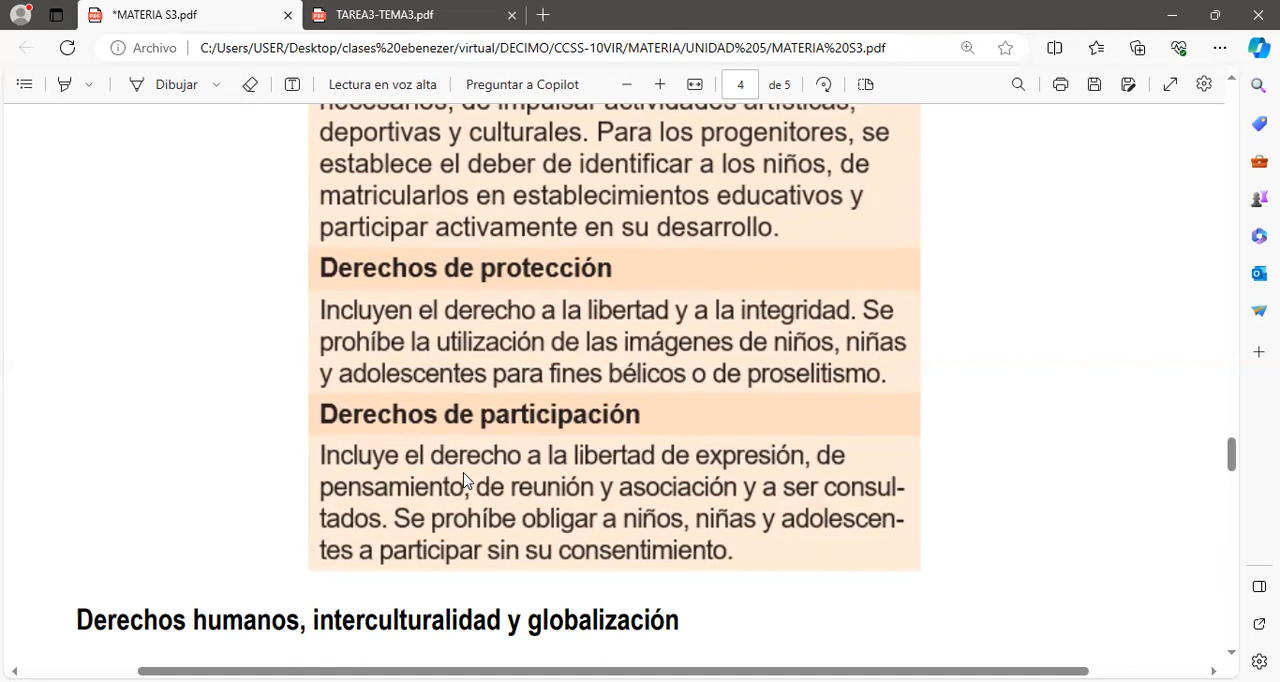 *MATERIA S3.pdf
TAREA3-TEMA3.pdf
Archivo
C:/Users/USER/Desktop/clases%20ebenezer/virtual/DECIMO/CCSS-10VIR/MATERIA/UNIDAD%205/MATERIA%20S3.pdf
Dibujar
Lectura en voz alta
Preguntar a Copilot
4
de 5
necesarios, de impulsar actividades artísticas,
deportivas y culturales. Para los progenitores, se
establece el deber de identificar a los niños, de
matricularlos en establecimientos educativos y
participar activamente en su desarrollo.
Derechos de protección
Incluyen el derecho a la libertad y a la integridad. Se
prohíbe la utilización de las imágenes de niños, niñas
y adolescentes para fines bélicos o de proselitismo.
Derechos de participación
Incluye el derecho a la libertad de expresión, de
pensamiento, de reunión y asociación y a ser consul-
tados. Se prohíbe obligar a niños, niñas y adolescen-
tes a participar sin su consentimiento.
Derechos humanos, interculturalidad y globalización